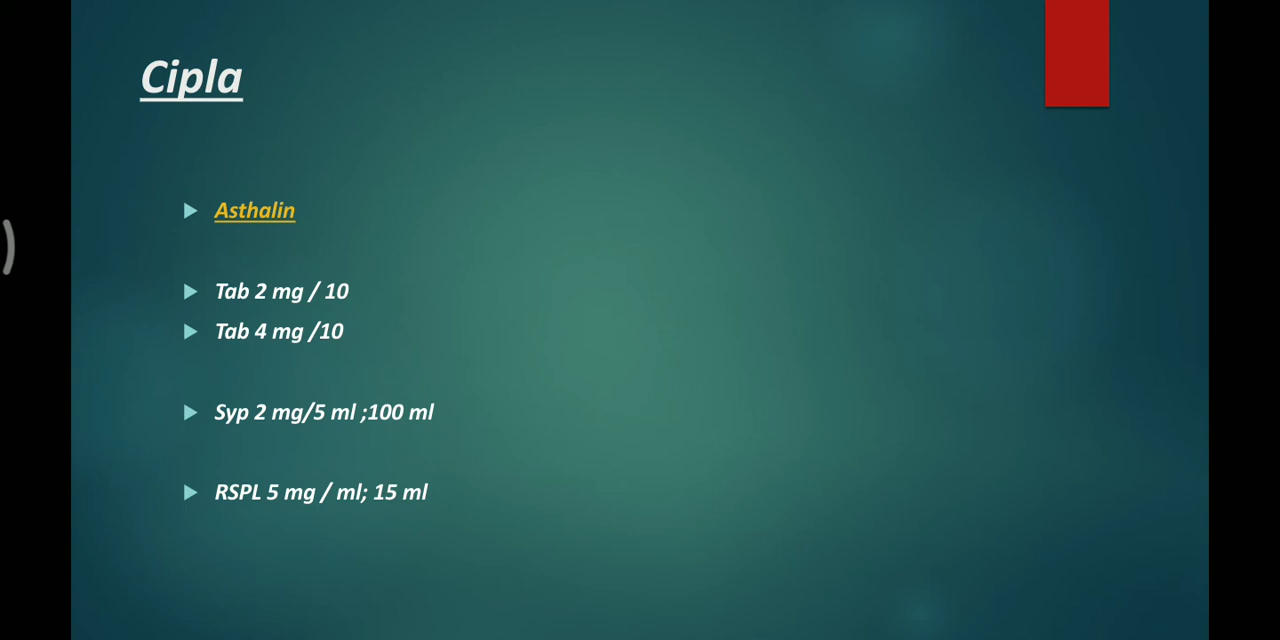 Cipla
Asthalin
Tab 2 mg / 10
Tab 4 mg /10
Syp 2 mg/5 ml ;100 ml
RSPL 5 mg / ml; 15 ml